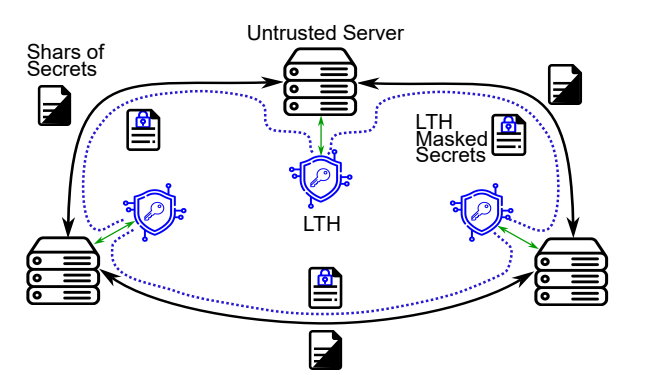 Untrusted Server
Shars of
Secrets
LTH
Masked
Secrets
LTH